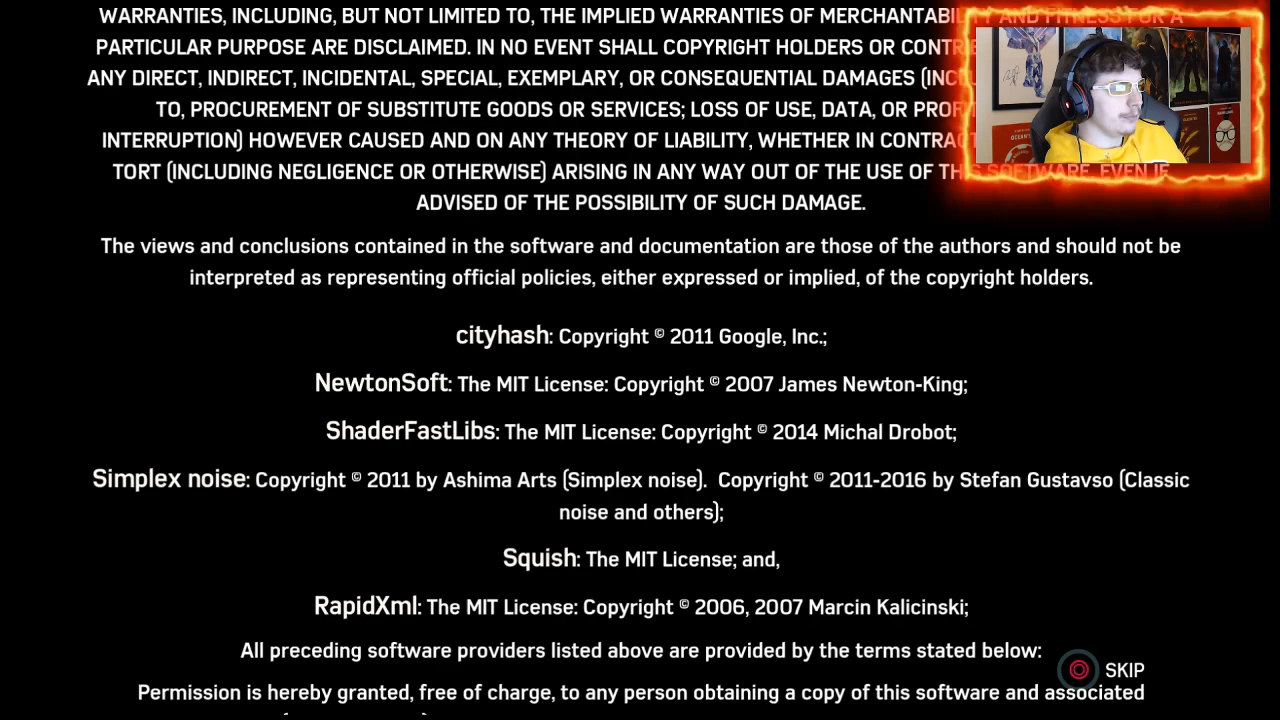 WARRANTIES, INCLUDING, BUT NOT LIMITED TO, THE IMPLIED WARRANTIES OF MERCHANTABILITY AND FITNESS FOR A
PARTICULAR PURPOSE ARE DISCLAIMED. IN NO EVENT SHALL COPYRIGHT HOLDERS OR
ANY DIRECT, INDIRECT, INCIDENTAL, SPECIAL, EXEMPLARY, OR CONSEQUENTIAL DAMAGES
TO, PROCUREMENT OF SUBSTITUTE GOODS OR SERVICES; LOSS OF USE, DATA, OR
INTERRUPTION) HOWEVER CAUSED AND ON ANY THEORY OF LIABILITY, WHETHER IN
TORT (INCLUDING NEGLIGENCE OR OTHERWISE) ARISING IN ANY WAY OUT OF THE USE OF THIS SOFTWARE, EVEN IF
ADVISED OF THE POSSIBILITY OF SUCH DAMAGE.
The views and conclusions contained in the software and documentation are those of the authors and should not be
interpreted as representing official policies, either expressed or implied, of the copyright holders.
cityhash: Copyright © 2011 Google, Inc.;
NewtonSoft: The MIT License: Copyright © 2007 James Newton-King;
ShaderFastLibs: The MIT License: Copyright © 2014 Michal Drobot;
Simplex noise: Copyright © 2011 by Ashima Arts (Simplex noise). Copyright © 2011-2016 by Stefan Gustavso (Classic
noise and others);
Squish: The MIT License; and,
RapidXml: The MIT License: Copyright © 2006, 2007 Marcin Kalicinski;
All preceding software providers listed above are provided by the terms stated below:
SKIP
Permission is hereby granted, free of charge, to any person obtaining a copy of this software and associated